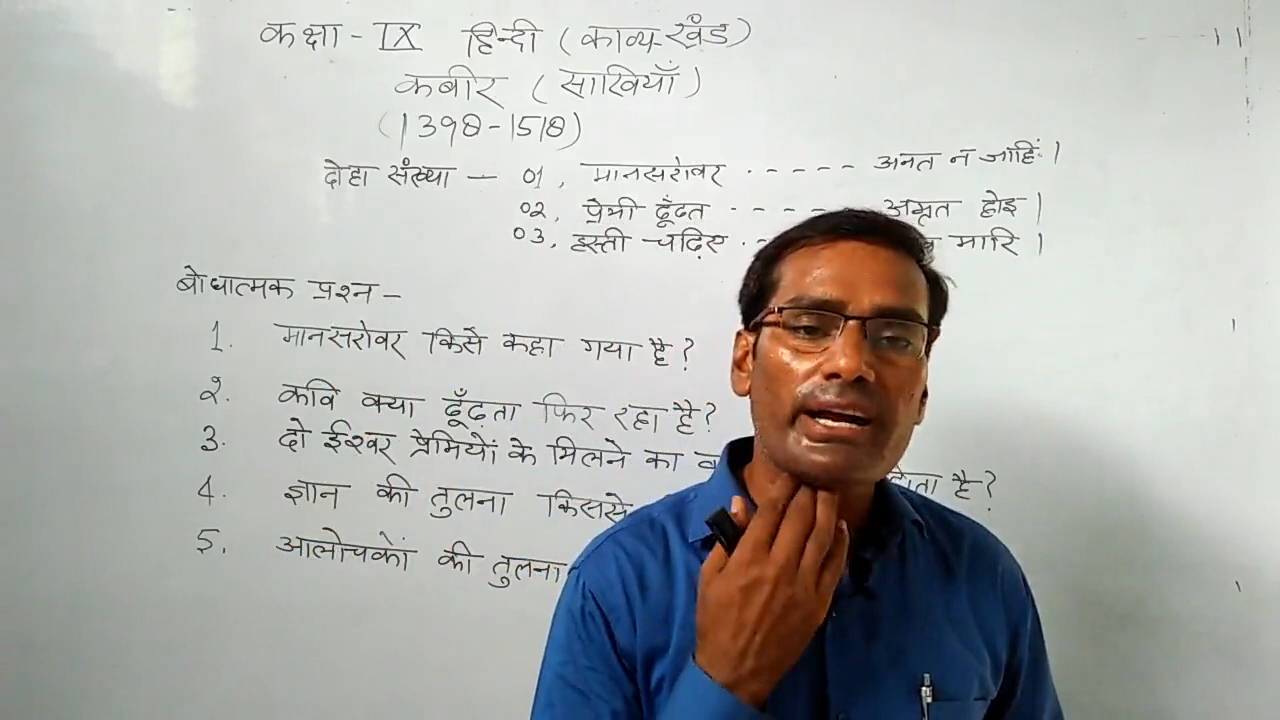 कक्षा - IX हिन्दी (काव्य-खंड)
कबीर (साखियाँ)
(1398-1518)
दोहा संख्या - 01, मानसरोवर . - - - - अनत न जाहिं ।
02, प्रेमी ढूँढ़त . - - - - - अमृत होइ ।
03, हस्ती चढ़िए . - मारि ।
बोधात्मक प्रश्न -
1. मानसरोवर किसे कहा गया है ?
2. कवि क्या ढूँढ़ता फिर रहा है ?
3. दो ईश्वर प्रेमियों के मिलने का होता है ?
4. ज्ञान की तुलना किससे
5. आलोचकों की तुलना